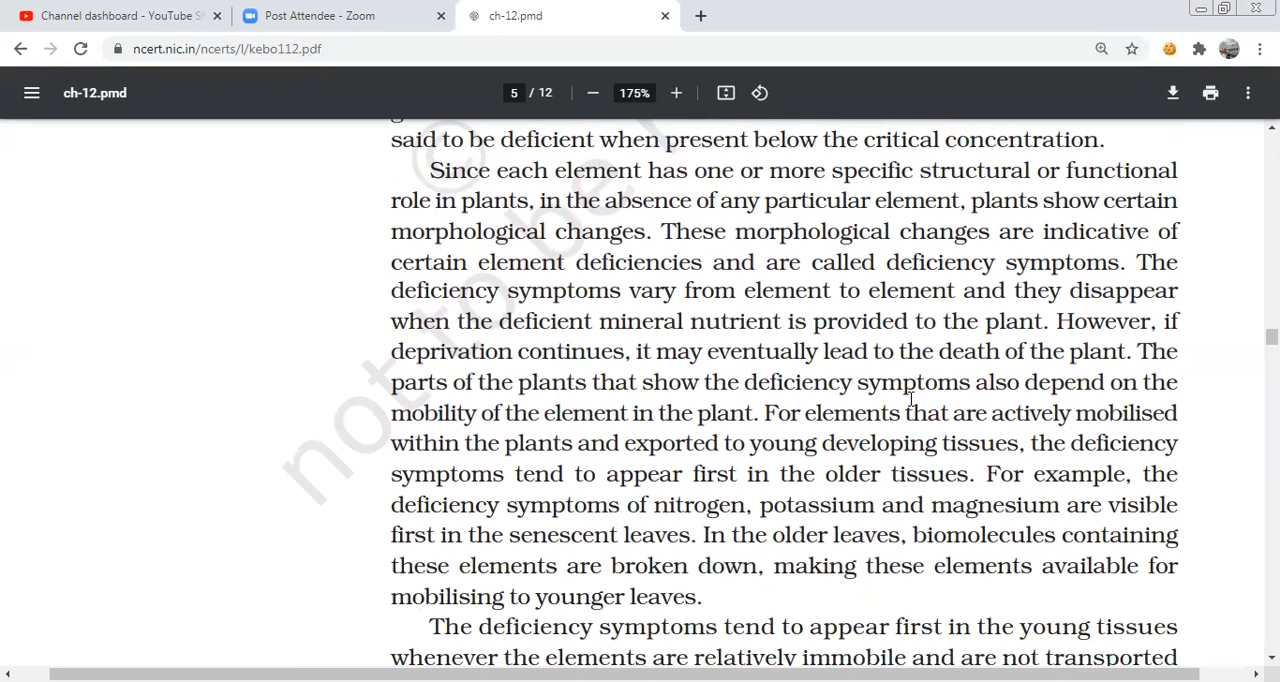 Channel dashboard - YouTube S
Post Attendee - Zoom
ch-12.pmd
ncert.nic.in/ncerts/l/kebo112.pdf
ch-12.pmd
5 / 12
175%
said to be deficient when present below the critical concentration.
Since each element has one or more specific structural or functional
role in plants, in the absence of any particular element, plants show certain
morphological changes. These morphological changes are indicative of
certain element deficiencies and are called deficiency symptoms. The
deficiency symptoms vary from element to element and they disappear
when the deficient mineral nutrient is provided to the plant. However, if
deprivation continues, it may eventually lead to the death of the plant. The
parts of the plants that show the deficiency symptoms also depend on the
mobility of the element in the plant. For elements that are actively mobilised
within the plants and exported to young developing tissues, the deficiency
symptoms tend to appear first in the older tissues. For example, the
deficiency symptoms of nitrogen, potassium and magnesium are visible
first in the senescent leaves. In the older leaves, biomolecules containing
these elements are broken down, making these elements available for
mobilising to younger leaves.
The deficiency symptoms tend to appear first in the young tissues
whenever the elements are relatively immobile and are not transported
©
not to be